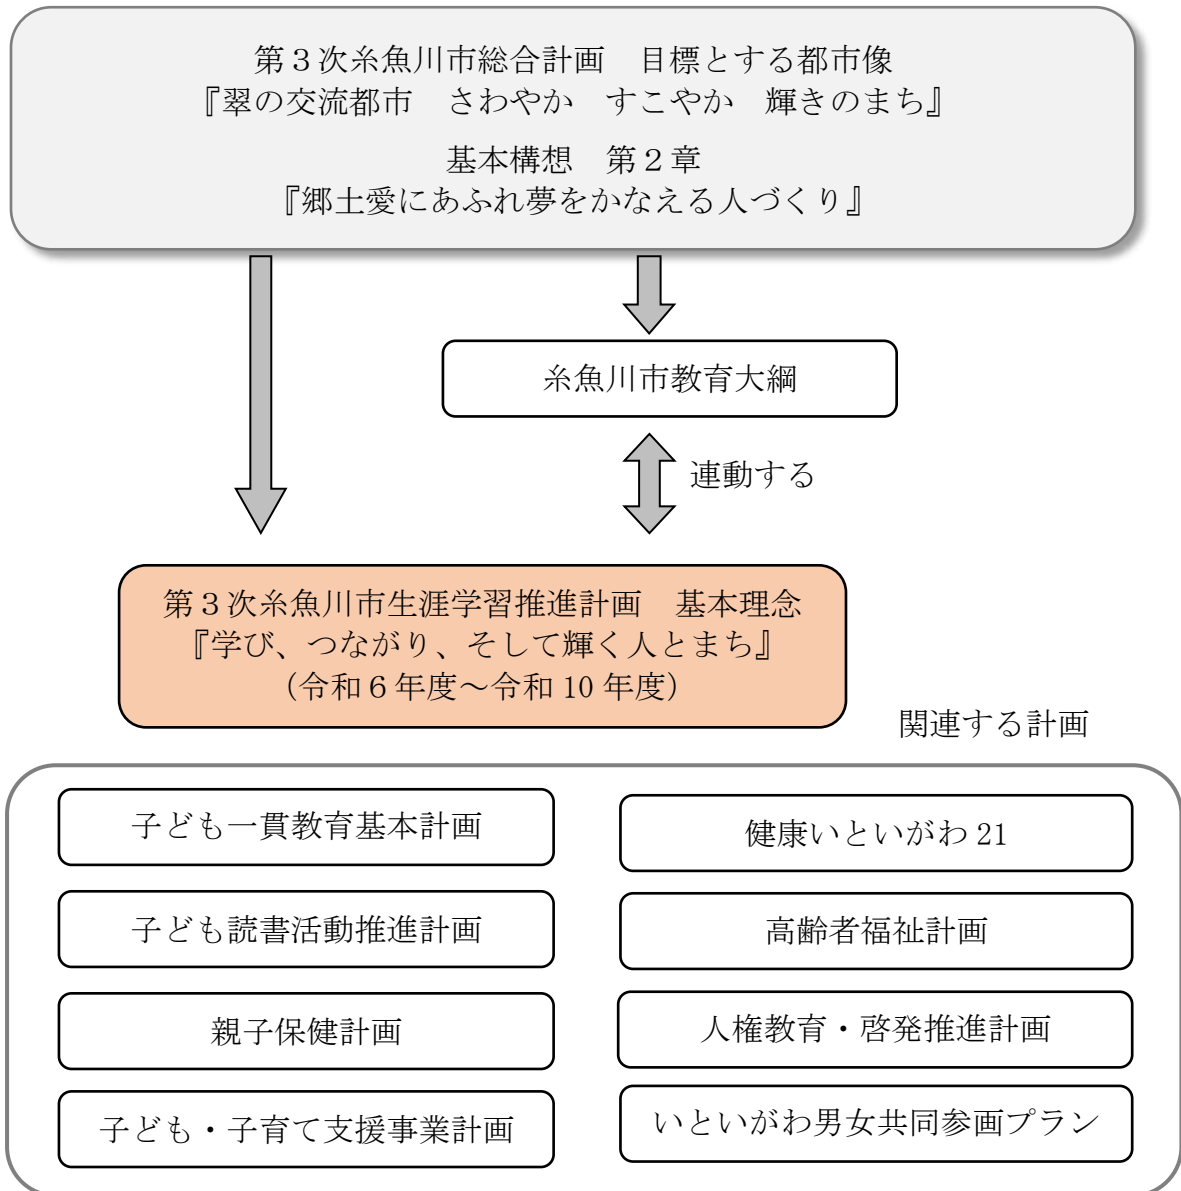 第３次糸魚川市総合計画　目標とする都市像
『翠の交流都市　さわやか　すこやか　輝きのまち』
基本構想　第２章
『郷土愛にあふれ夢をかなえる人づくり』
糸魚川市教育大綱
連動する
第３次糸魚川市生涯学習推進計画　基本理念
『学び、つながり、そして輝く人とまち』
（令和６年度～令和 10 年度）
関連する計画
子ども一貫教育基本計画
子ども読書活動推進計画
親子保健計画
子ども・子育て支援事業計画
健康いといがわ 21
高齢者福祉計画
人権教育・啓発推進計画
いといがわ男女共同参画プラン